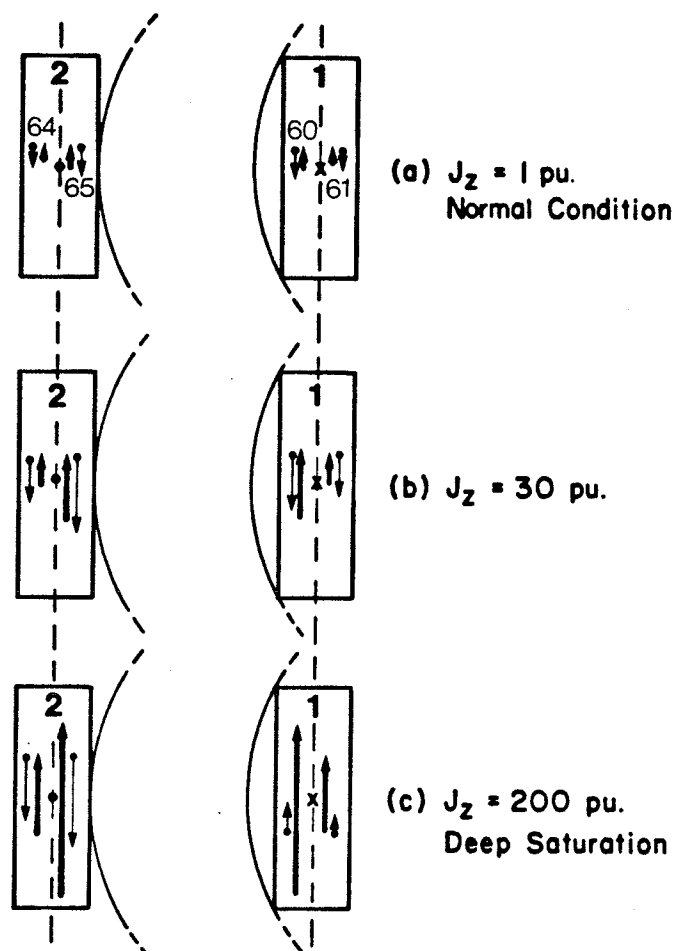 2 1
64 60
65 61
(a) Jz = 1 pu.
Normal Condition
2 1
(b) Jz = 30 pu.
2 1
(c) Jz = 200 pu.
Deep Saturation